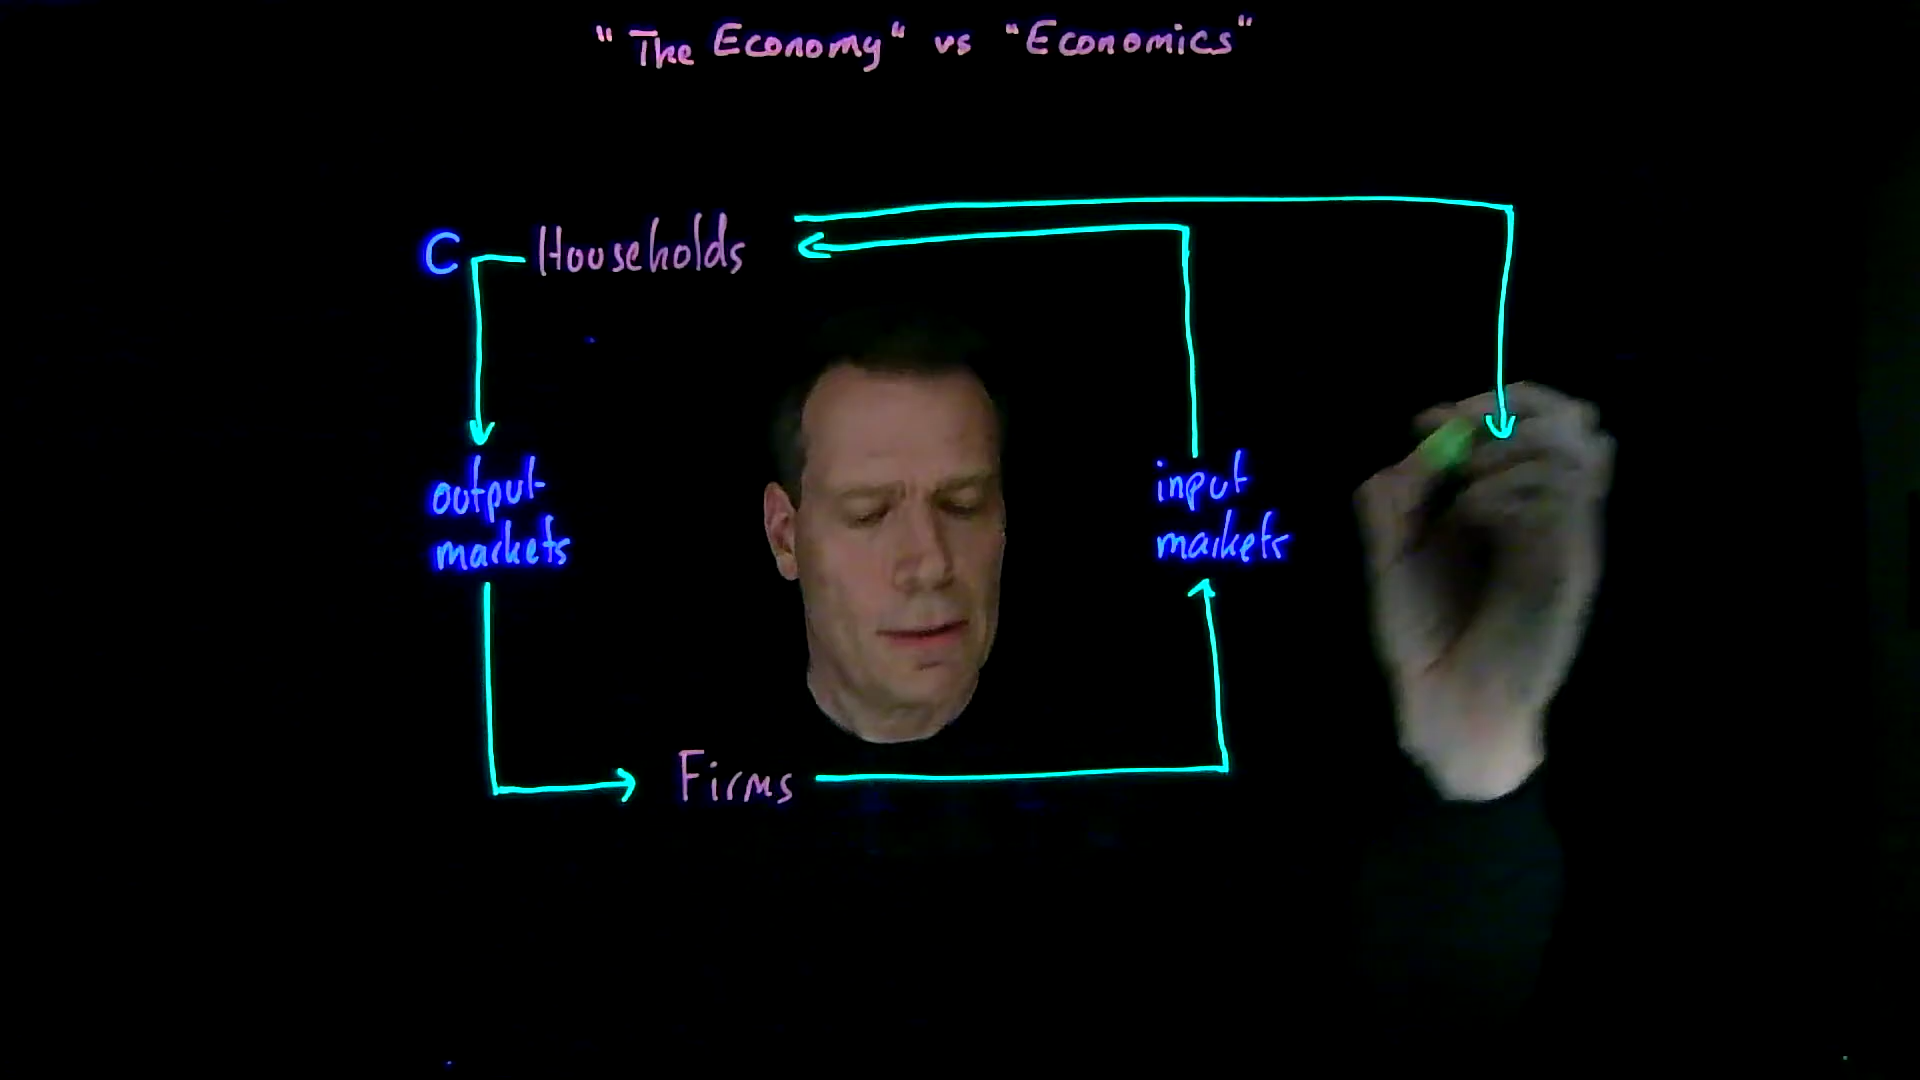 "The Economy" vs "Economics"
C Households
output
markets
input
markets
Firms